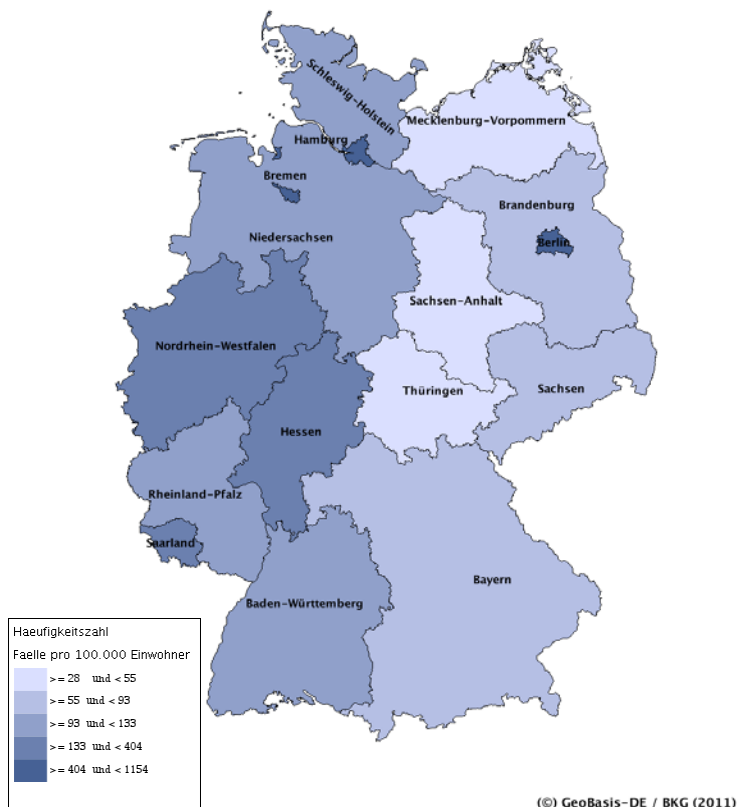 Schleswig-Holstein
Mecklenburg-Vorpommern
Hamburg
Bremen
Brandenburg
Niedersachsen
Berlin
Sachsen-Anhalt
Nordrhein-Westfalen
Thüringen
Sachsen
Hessen
Rheinland-Pfalz
Saarland
Bayern
Baden-Württemberg
Haeufigkeitszahl
Faelle pro 100.000 Einwohner
>= 28 und < 55
>= 55 und < 93
>= 93 und < 133
>= 133 und < 404
>= 404 und < 1154
(©) GeoBasis-DE / BKG (2011)